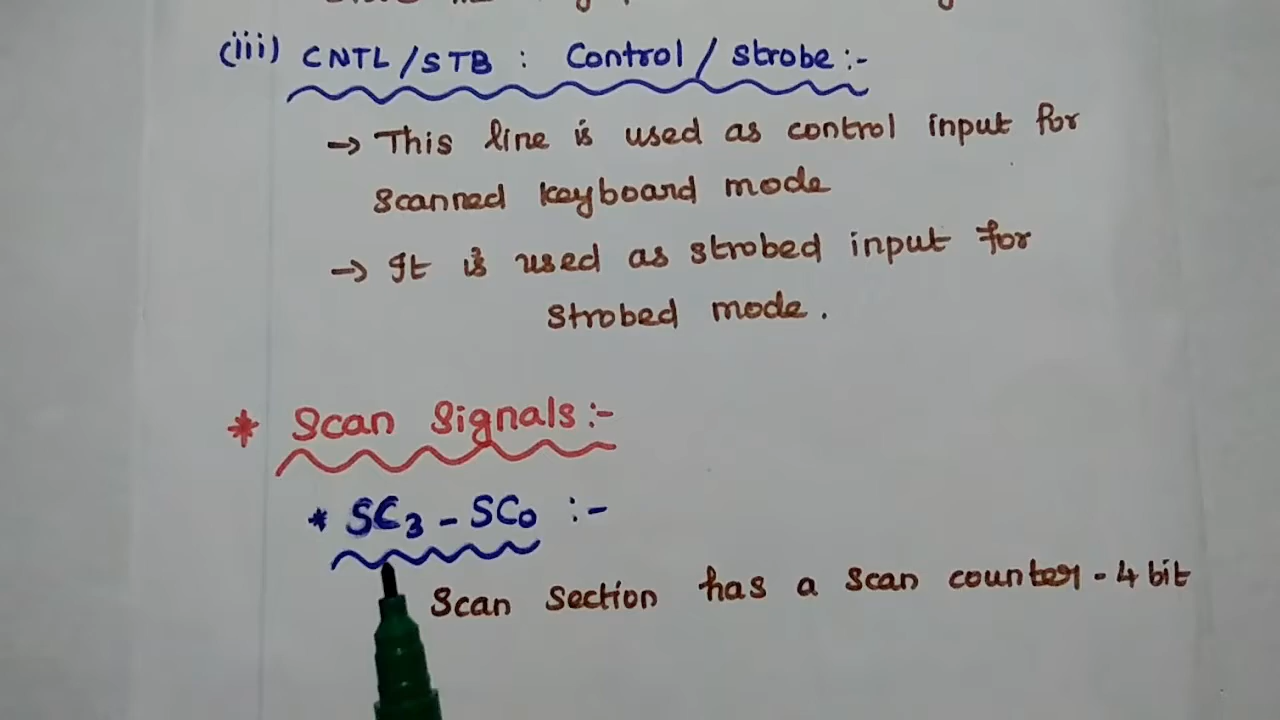 (iii) CNTL/STB : Control / Strobe :-
→ This line is used as control input for
Scanned keyboard mode
→ It is used as strobed input for
Strobed mode.
* Scan Signals :-
* SC3 - SC0 :-
Scan section has a scan counter - 4 bit